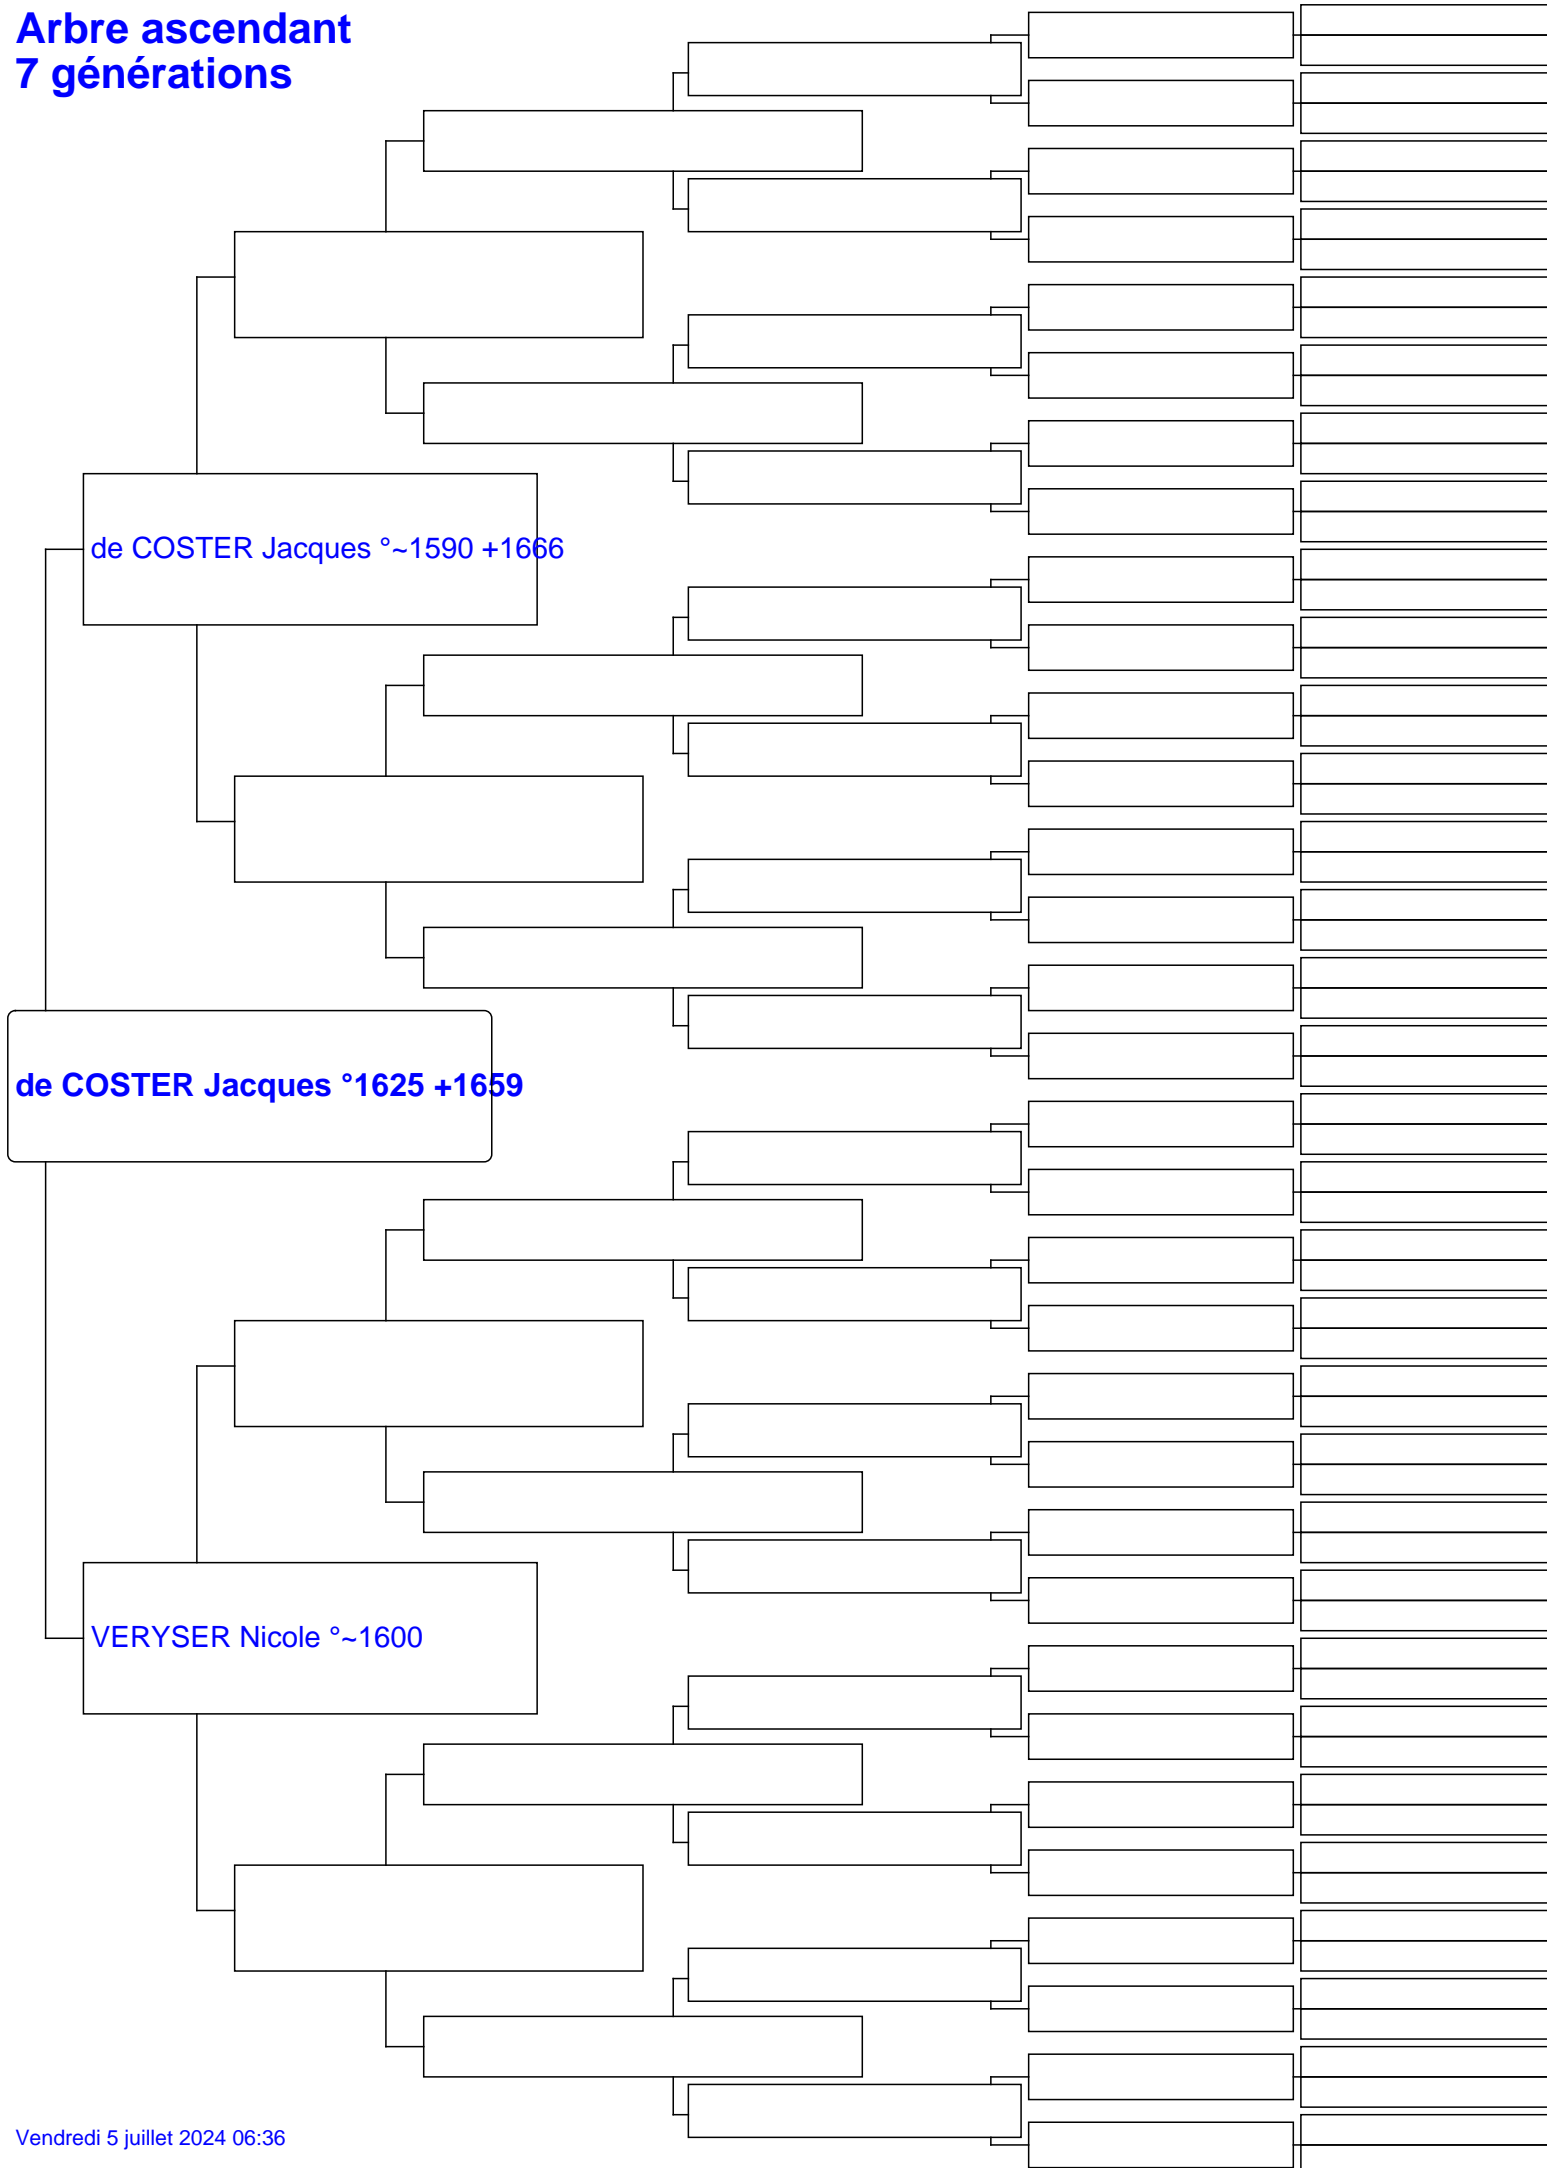 Arbre ascendant
7 générations
de COSTER Jacques °~1590 +1666
de COSTER Jacques °1625 +1659
VERYSER Nicole °~1600
Vendredi 5 juillet 2024 06:36